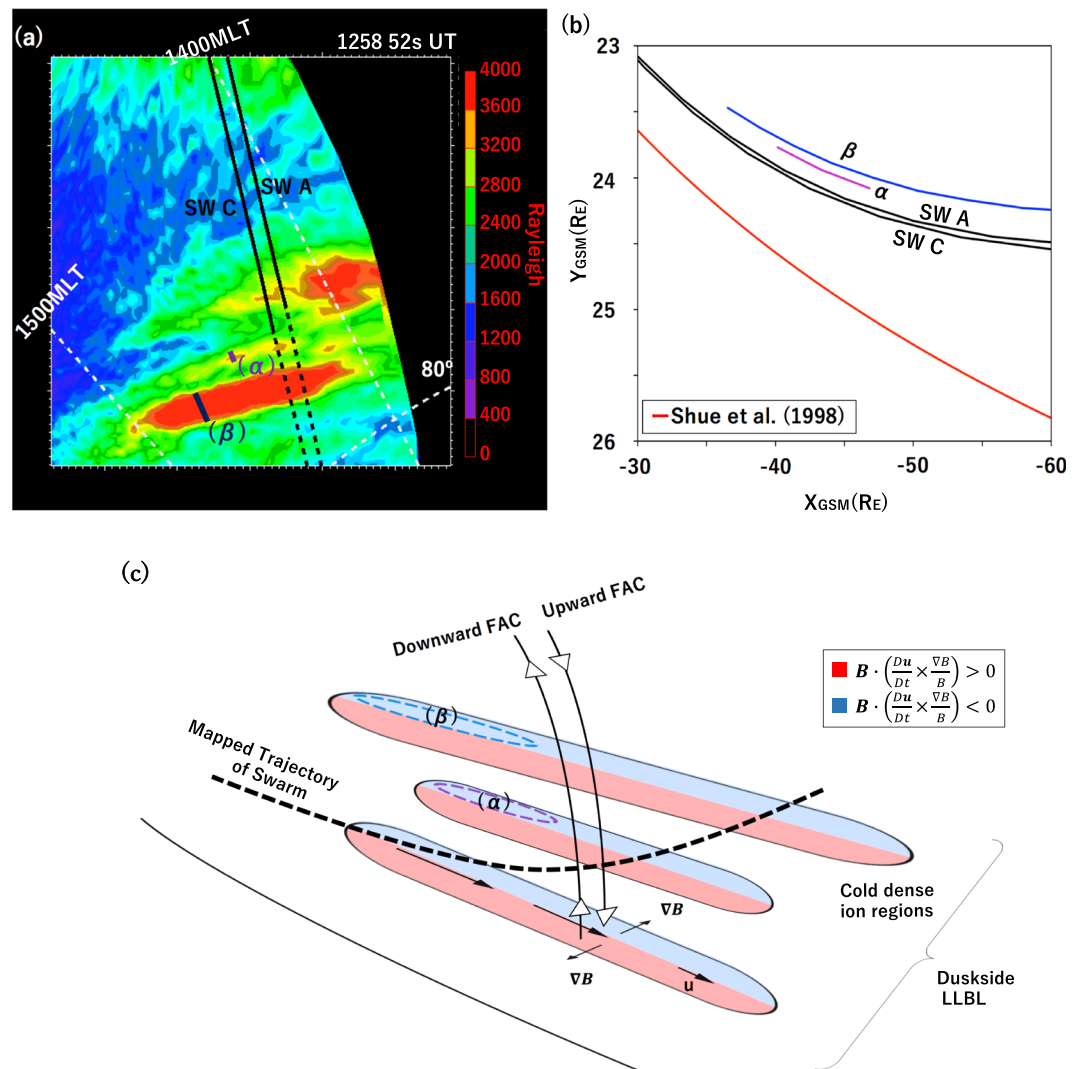 (a)
1400MLT
1258 52s UT
4000
3600
3200
2800
2400
2000
1600
1200
800
400
0
Rayleigh
SW C
SW A
1500MLT
(α)
(β)
80°
(b)
23
24
25
26
YGSM(RE)
β
α
SW A
SW C
Shue et al. (1998)
-30
-40
-50
-60
XGSM(RE)
(c)
Downward FAC
Upward FAC
B · (Du/Dt × ∇B/B) > 0
B · (Du/Dt × ∇B/B) < 0
(β)
Mapped Trajectory
of Swarm
(α)
∇B
∇B
u
Cold dense
ion regions
Duskside
LLBL